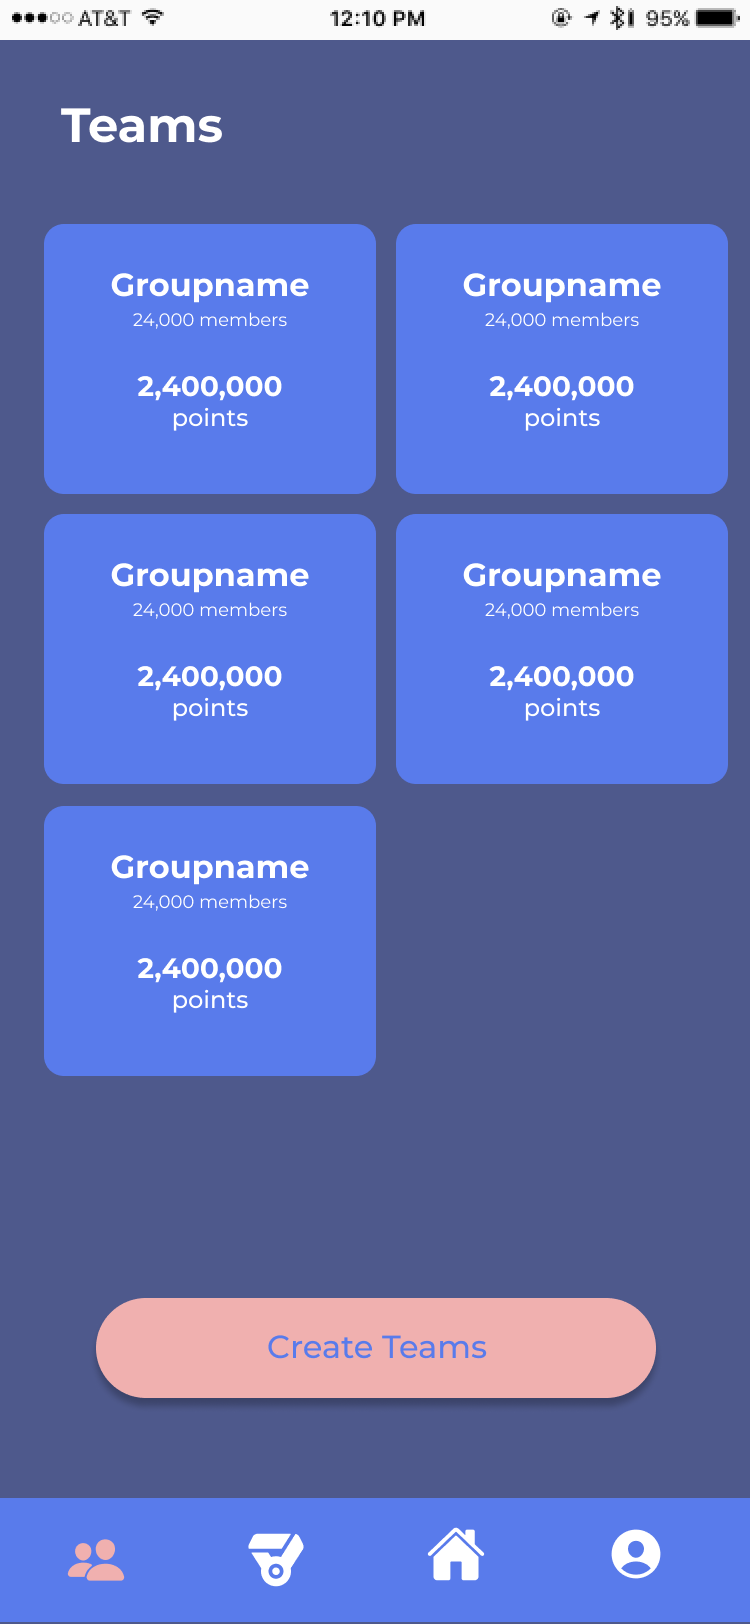 AT&T 12:10 PM 95%
Teams
Groupname
24,000 members
2,400,000
points
Groupname
24,000 members
2,400,000
points
Groupname
24,000 members
2,400,000
points
Groupname
24,000 members
2,400,000
points
Groupname
24,000 members
2,400,000
points
Create Teams